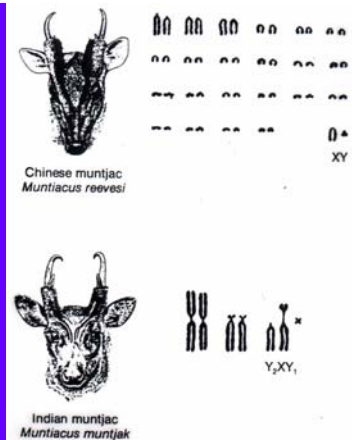 Chinese muntjac
Muntiacus reevesi
XY
Indian muntjac
Muntiacus muntjak
Y₂XY₁